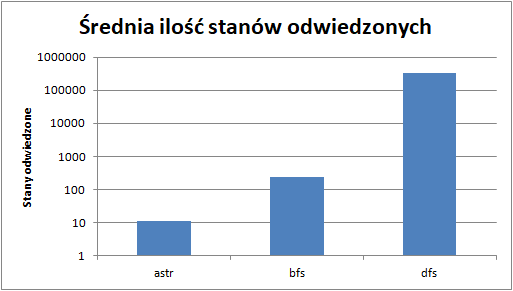 Średnia ilość stanów odwiedzonych
1000000
100000
10000
1000
100
10
1
Stany odwiedzone
astr
bfs
dfs